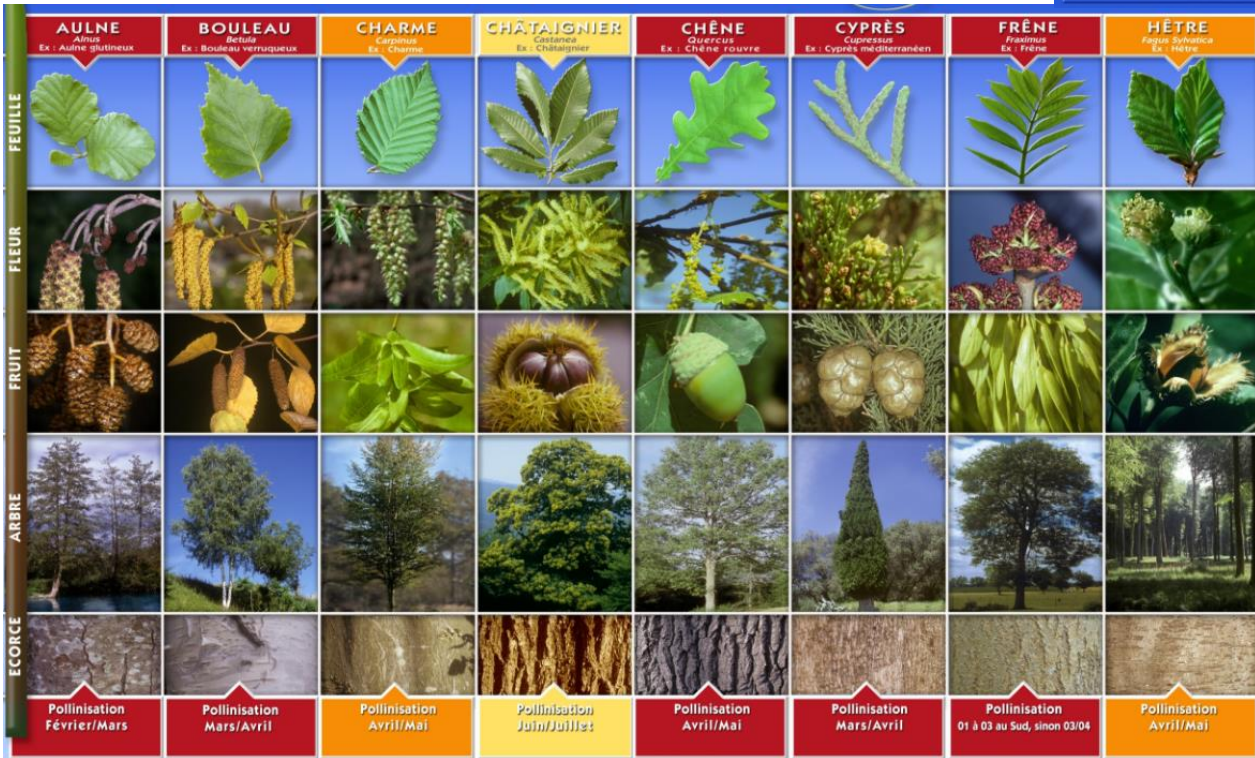 AULNE
Alnus
Ex : Aulne glutineux
BOULEAU
Betula
Ex : Bouleau verruqueux
CHARME
Carpinus
Ex : Charme
CHÂTAIGNIER
Castanea
Ex : Châtaignier
CHÊNE
Quercus
Ex : Chêne rouvre
CYPRÈS
Cupressus
Ex : Cyprès méditerranéen
FRÊNE
Fraximus
Ex : Frêne
HÊTRE
Fagus Sylvatica
Ex : Hêtre
FEUILLE
FLEUR
FRUIT
ARBRE
ECORCE
Pollinisation
Février/Mars
Pollinisation
Mars/Avril
Pollinisation
Avril/Mai
Pollinisation
Juin/Juillet
Pollinisation
Avril/Mai
Pollinisation
Mars/Avril
Pollinisation
01 à 03 au Sud, sinon 03/04
Pollinisation
Avril/Mai